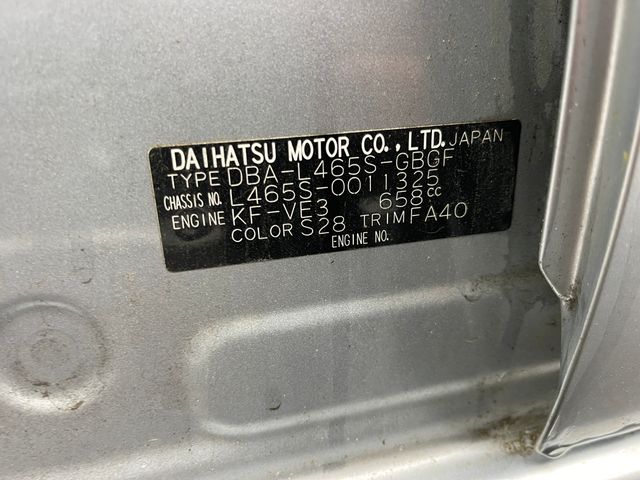 DAIHATSU MOTOR CO.,LTD. JAPAN
TYPE DBA-L465S-GBGF
CHASSIS NO. L465S-0011325
ENGINE KF-VE3 658cc
COLOR S28 TRIM FA40
ENGINE NO.